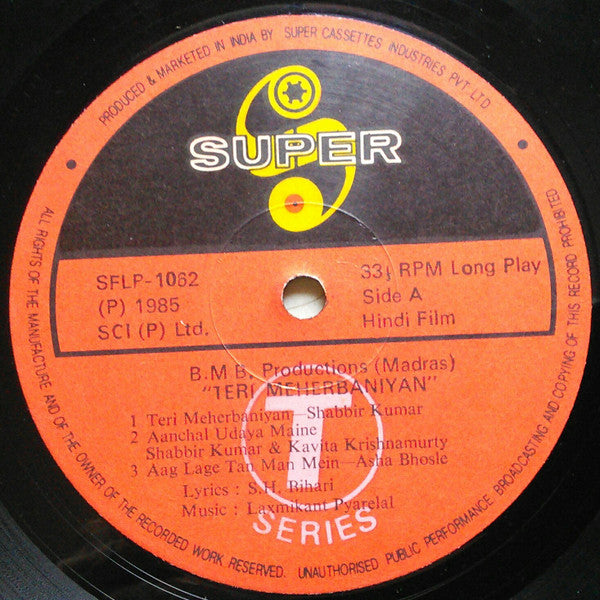 PRODUCED & MARKETED IN INDIA BY SUPER CASSETTES INDUSTRIES PVT LTD
SUPER
SFLP-1062
(P) 1985
SCI (P) Ltd.
33⅓ RPM Long Play
Side A
Hindi Film
B.M.B. Productions (Madras)
"TERI MEHERBANIYAN"
1 Teri Meherbaniyan—Shabbir Kumar
2 Aanchal Udaya Maine
Shabbir Kumar & Kavita Krishnamurty
3 Aag Lage Tan Man Mein—Asha Bhosle
Lyrics : S.H. Bihari
Music : Laxmikant Pyarelal
T
SERIES
ALL RIGHTS OF THE MANUFACTURE AND OF THE OWNER OF THE RECORDED WORK RESERVED. UNAUTHORISED PUBLIC PERFORMANCE BROADCASTING AND COPYING OF THIS RECORD PROHIBITED